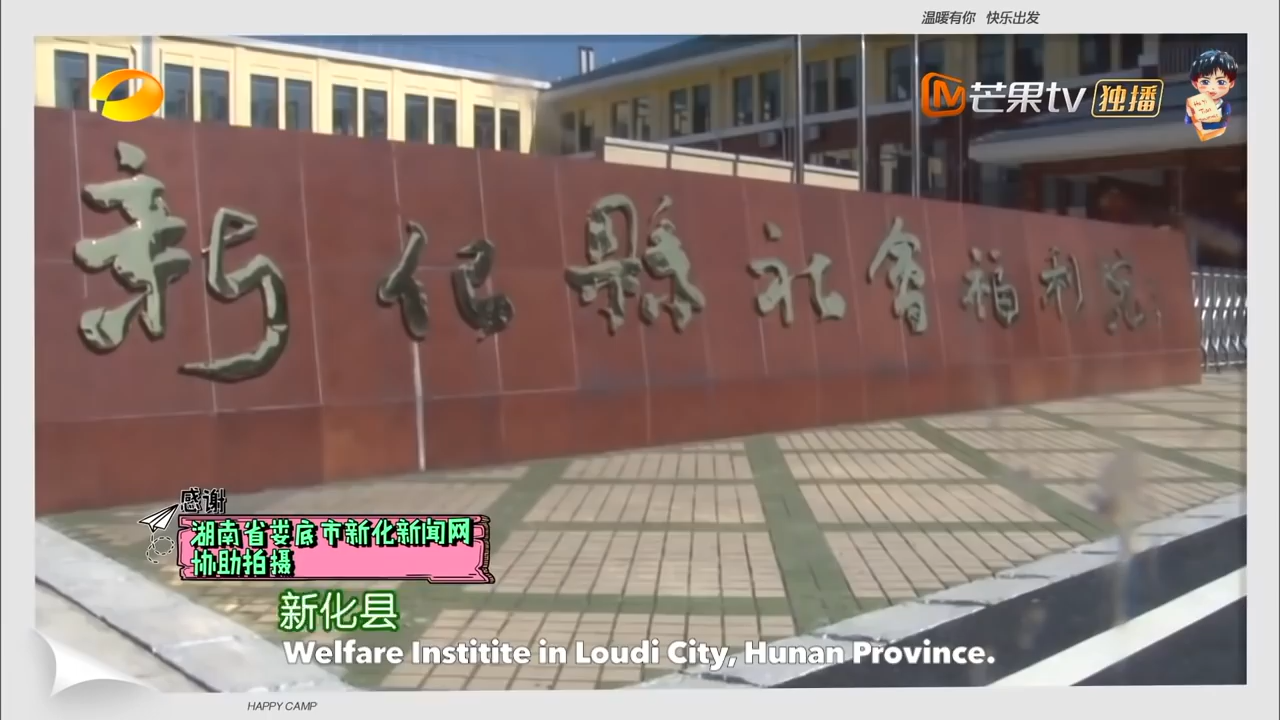 温暖有你 快乐出发
芒果tv 独播
新化縣社會福利院
感谢
湖南省娄底市新化新闻网
协助拍摄
新化县
Welfare Institite in Loudi City, Hunan Province.
HAPPY CAMP